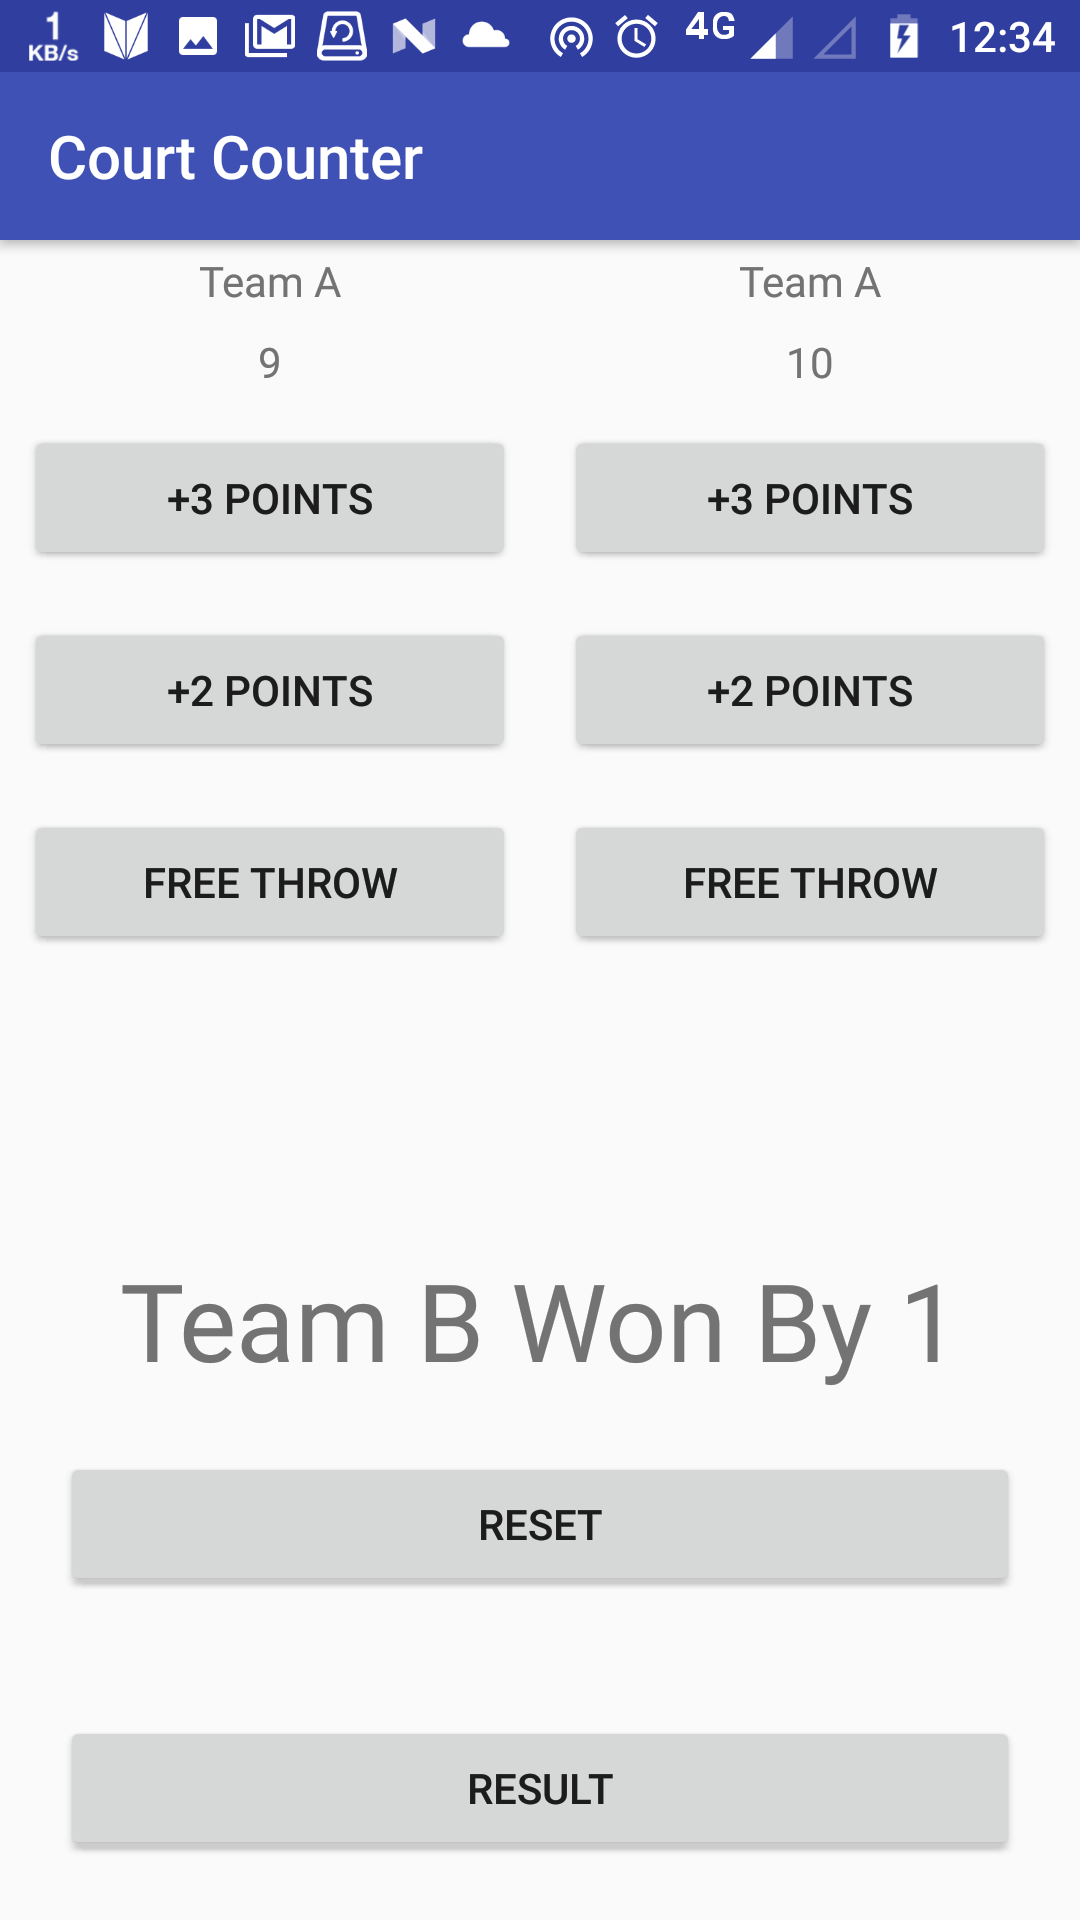 1 KB/s 4G 12:34
Court Counter
Team A Team A
9 10
+3 POINTS +3 POINTS
+2 POINTS +2 POINTS
FREE THROW FREE THROW
Team B Won By 1
RESET
RESULT